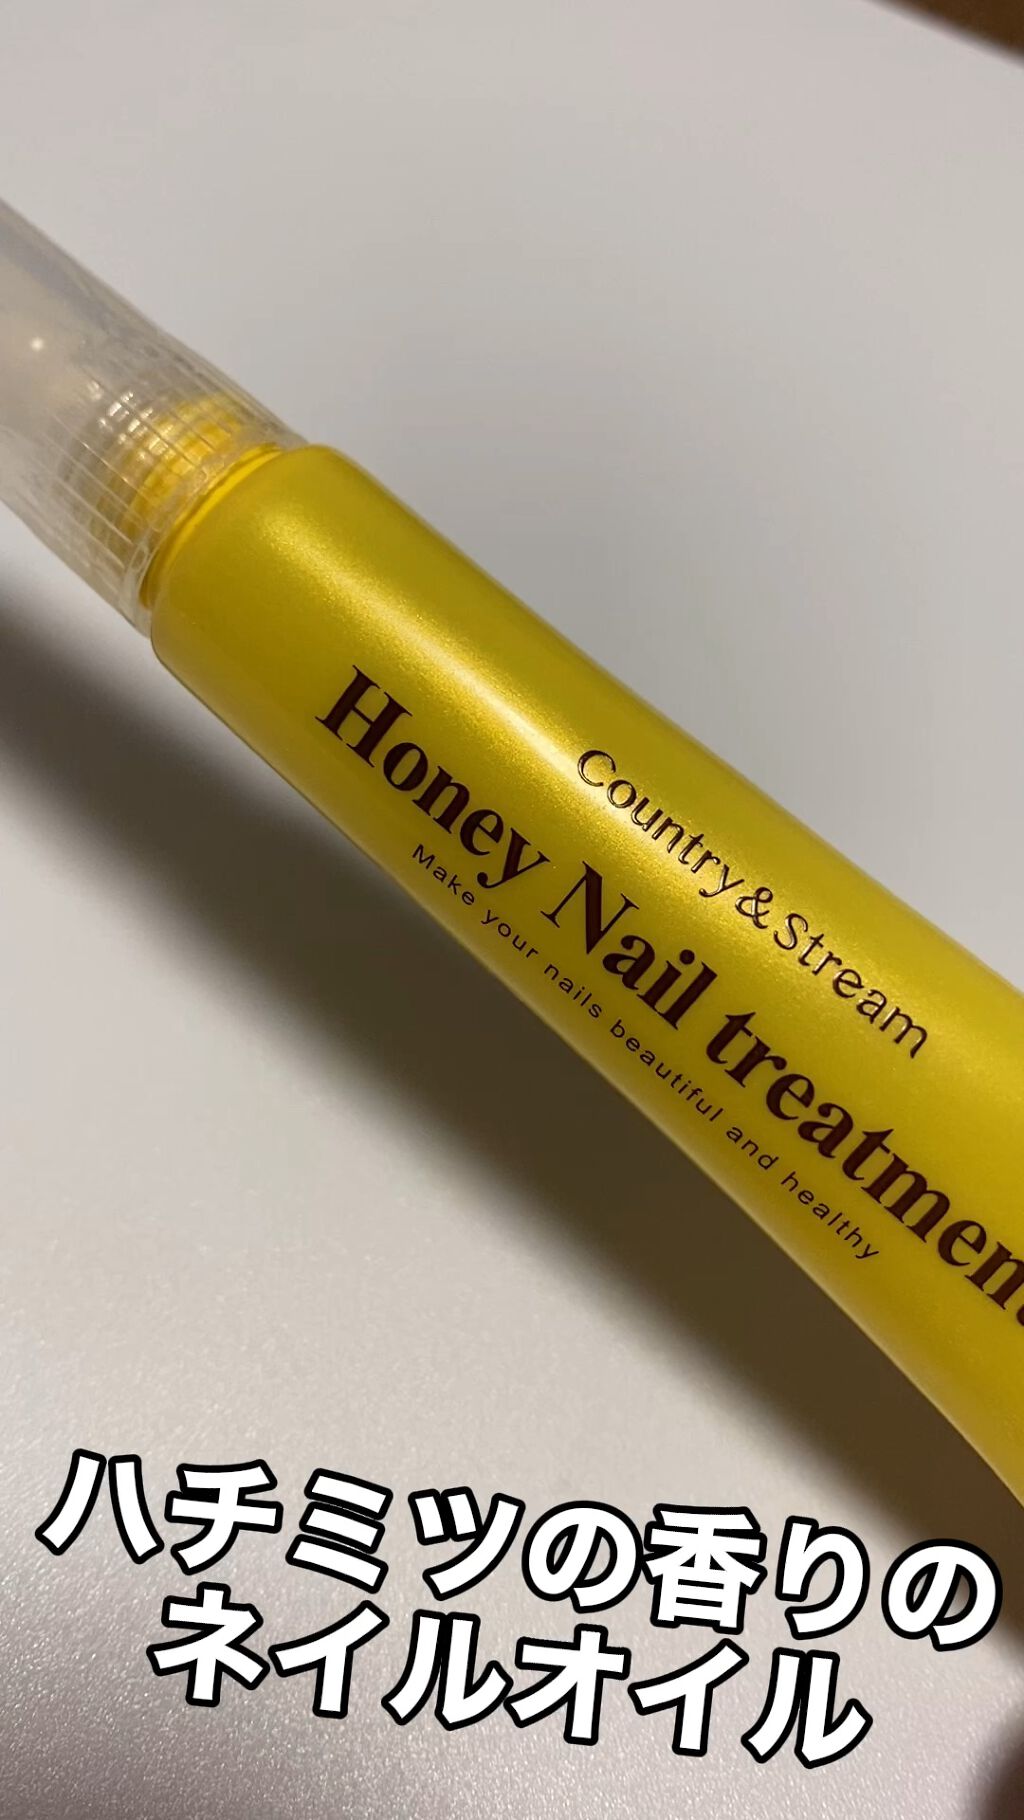 Country&Stream
Honey Nail treatment
Make your nails beautiful and healthy
ハチミツの香りの
ネイルオイル